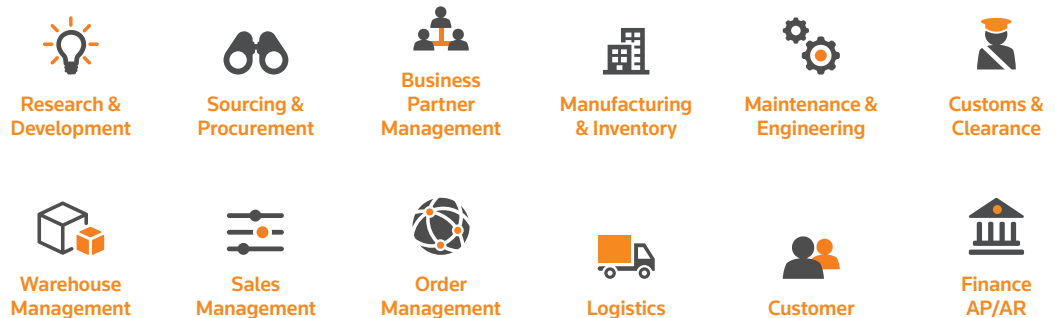 Research &
Development
Sourcing &
Procurement
Business
Partner
Management
Manufacturing
& Inventory
Maintenance &
Engineering
Customs &
Clearance
Warehouse
Management
Sales
Management
Order
Management
Logistics
Customer
Finance
AP/AR